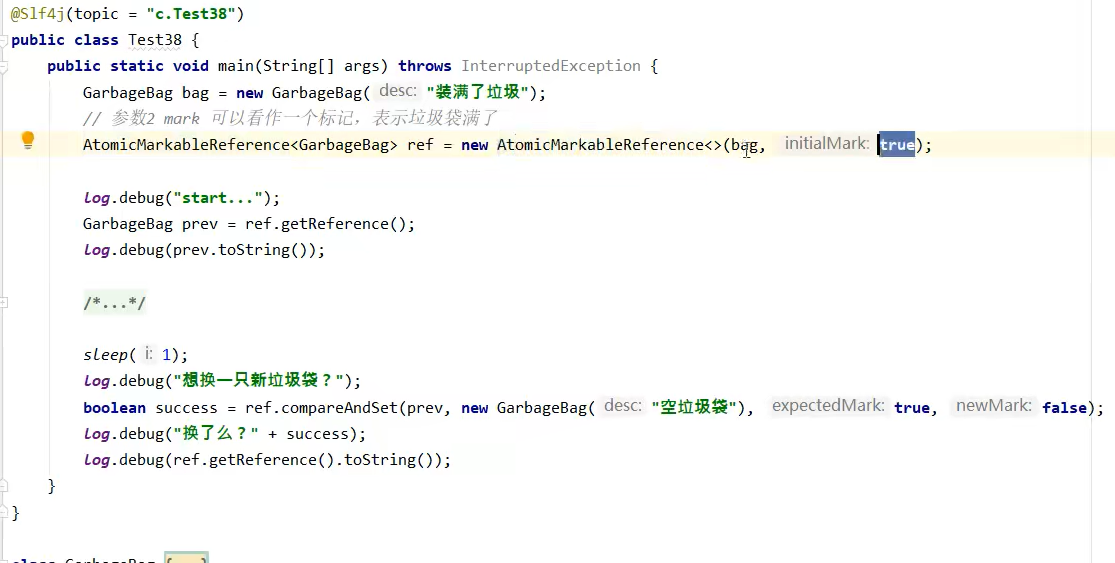 @Slf4j(topic = "c.Test38")
public class Test38 {
public static void main(String[] args) throws InterruptedException {
GarbageBag bag = new GarbageBag( desc: "装满了垃圾");
// 参数2 mark 可以看作一个标记，表示垃圾袋满了
AtomicMarkableReference<GarbageBag> ref = new AtomicMarkableReference<>(bag, initialMark: true);
log.debug("start...");
GarbageBag prev = ref.getReference();
log.debug(prev.toString());
/*...*/
sleep( i: 1);
log.debug("想换一只新垃圾袋？");
boolean success = ref.compareAndSet(prev, new GarbageBag( desc: "空垃圾袋"), expectedMark: true, newMark: false);
log.debug("换了么？" + success);
log.debug(ref.getReference().toString());
}
}
class GarbageBag {...}